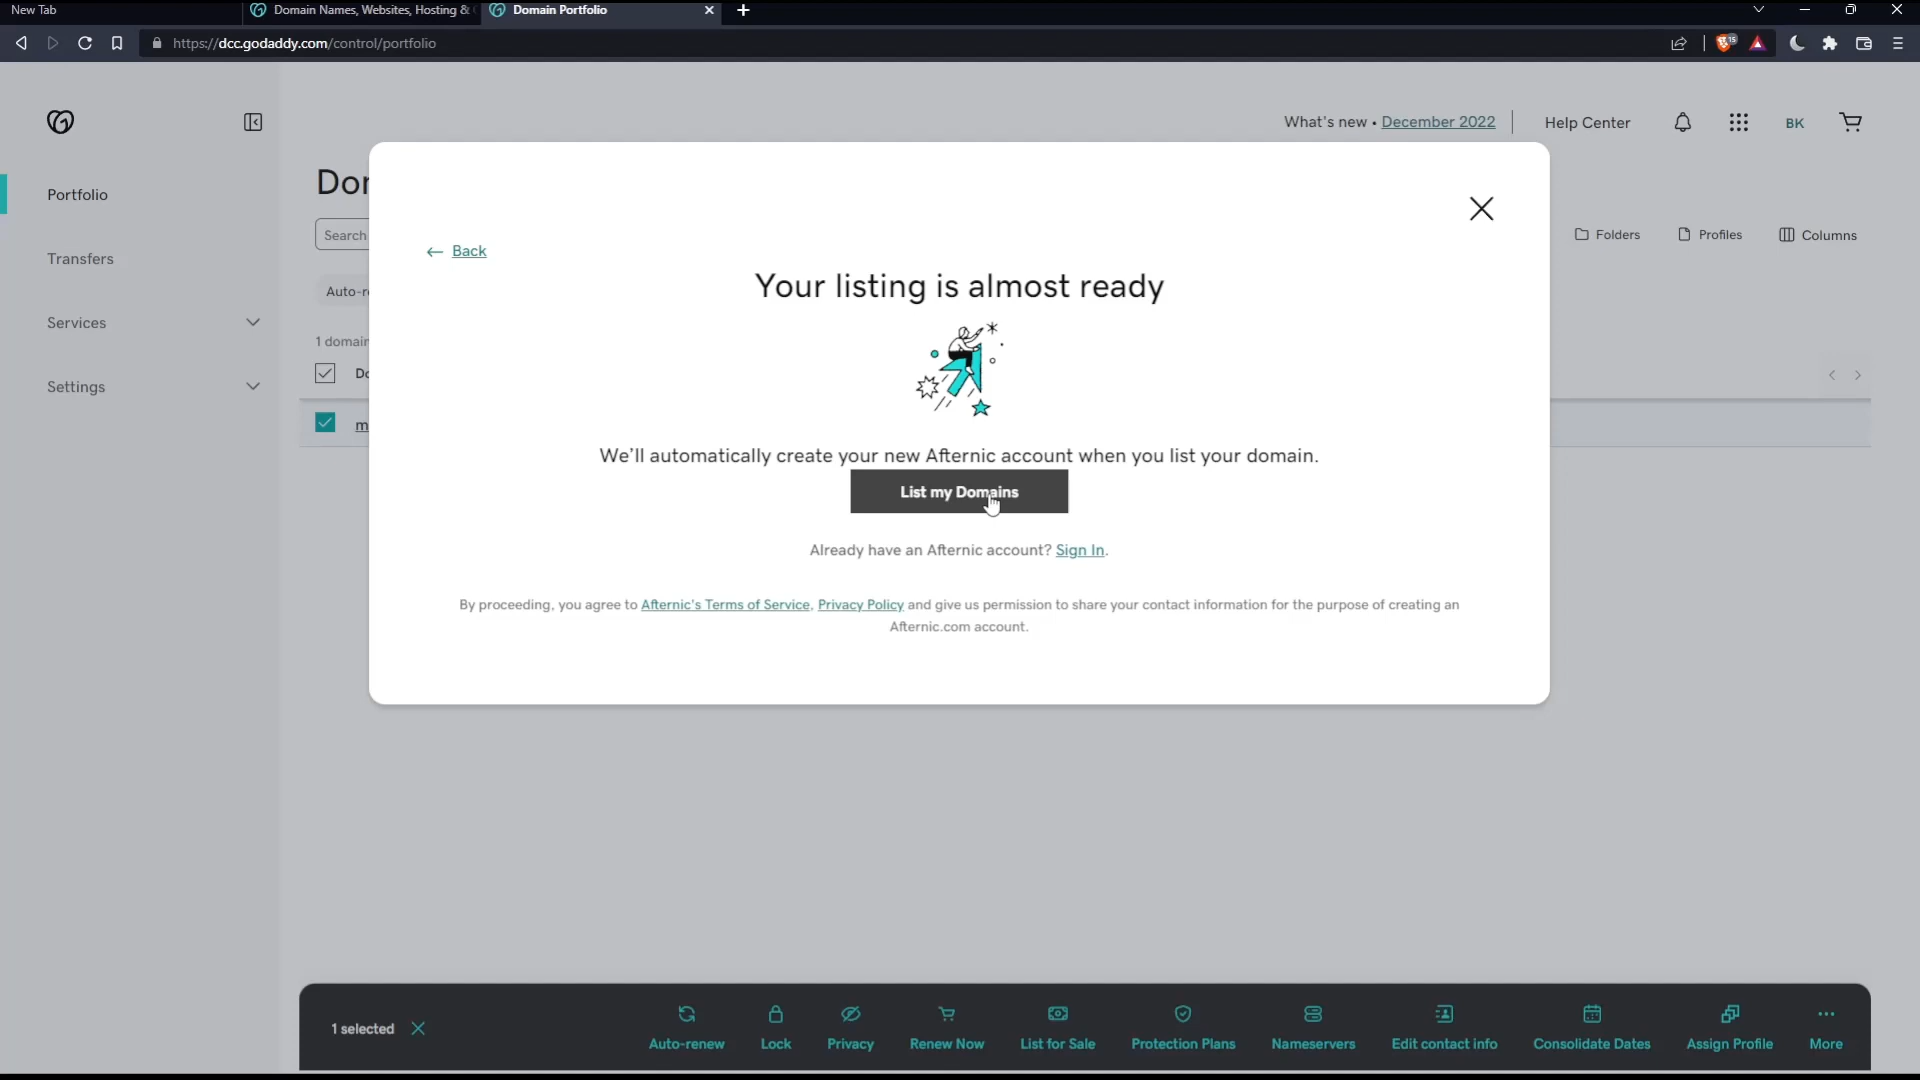 New Tab
Domain Names, Websites, Hosting &
Domain Portfolio
https://dcc.godaddy.com/control/portfolio
15
What's new • December 2022
Help Center
BK
Portfolio
Transfers
Services
Settings
Search
Folders
Profiles
Columns
1 selected
Auto-renew
Lock
Privacy
Renew Now
List for Sale
Protection Plans
Nameservers
Edit contact info
Consolidate Dates
Assign Profile
More
Back
Your listing is almost ready
We'll automatically create your new Afternic account when you list your domain.
List my Domains
Already have an Afternic account? Sign In.
By proceeding, you agree to Afternic's Terms of Service, Privacy Policy and give us permission to share your contact information for the purpose of creating an
Afternic.com account.